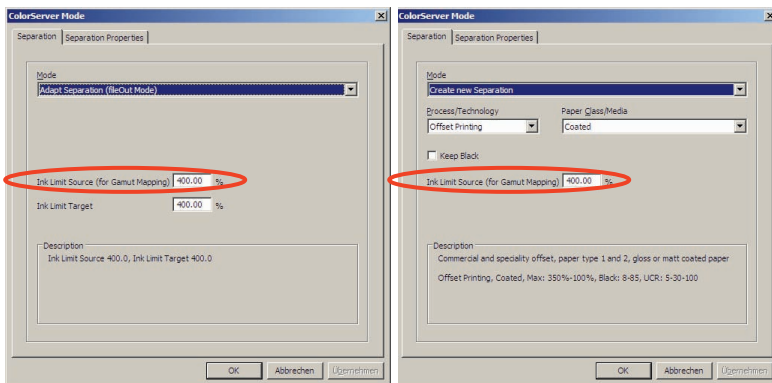 ColorServer Mode
Separation
Separation Properties
Mode
Adapt Separation (fileOut Mode)
Ink Limit Source (for Gamut Mapping) 400.00 %
Ink Limit Target 400.00 %
Description
Ink Limit Source 400.0, Ink Limit Target 400.0
OK
Abbrechen
Übernehmen
ColorServer Mode
Separation
Separation Properties
Mode
Create new Separation
Process/Technology
Paper Class/Media
Offset Printing
Coated
Keep Black
Ink Limit Source (for Gamut Mapping) 400.00 %
Description
Commercial and speciality offset, paper type 1 and 2, gloss or matt coated paper
Offset Printing, Coated, Max: 350%-100%, Black: 8-85, UCR: 5-30-100
OK
Abbrechen
Übernehmen